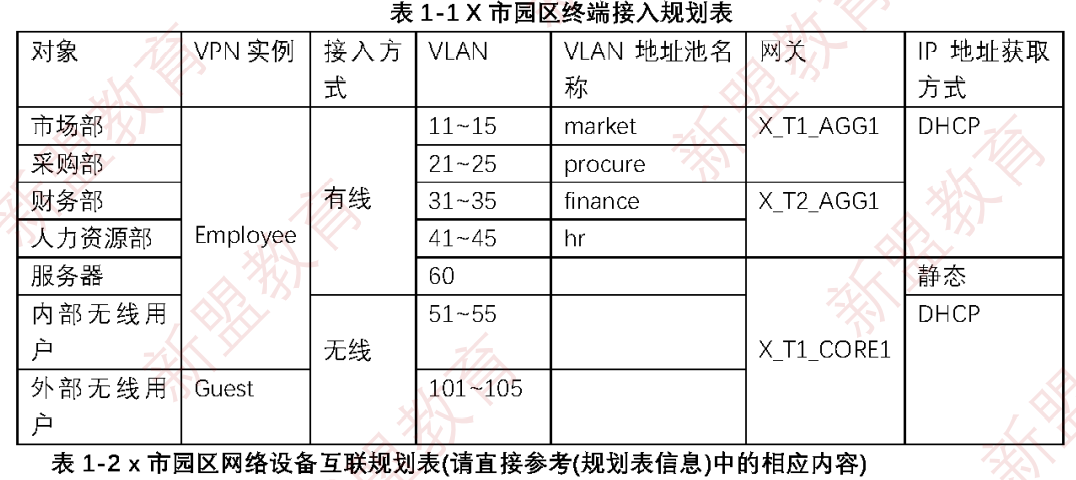 表 1-1 X 市园区终端接入规划表
对象 VPN 实例 接入方式 VLAN VLAN 地址池名称 网关 IP 地址获取方式
市场部 Employee 有线 11~15 market X_T1_AGG1 DHCP
采购部 21~25 procure
财务部 31~35 finance X_T2_AGG1
人力资源部 41~45 hr
服务器 60 X_T1_CORE1 静态
内部无线用户 无线 51~55 DHCP
外部无线用户 Guest 101~105
表 1-2 x 市园区网络设备互联规划表(请直接参考(规划表信息)中的相应内容)
新盟教育